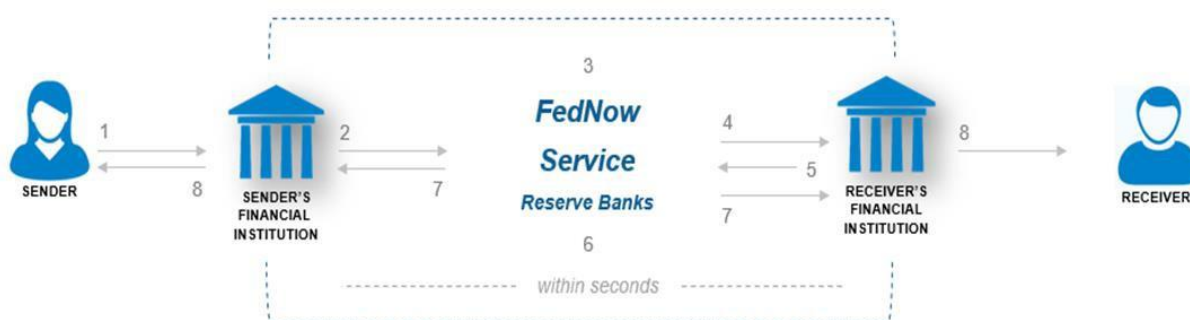 3
FedNow
Service
Reserve Banks
6
within seconds
1
8
SENDER
2
7
SENDER'S
FINANCIAL
INSTITUTION
4
5
7
RECEIVER'S
FINANCIAL
INSTITUTION
8
RECEIVER